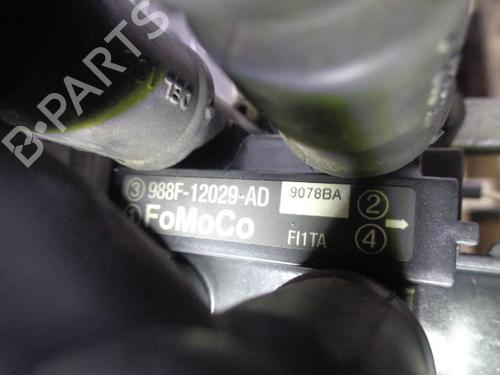 B-PARTS
③ 988F-12029-AD 9078BA ②
① FoMoCo FI1TA ④